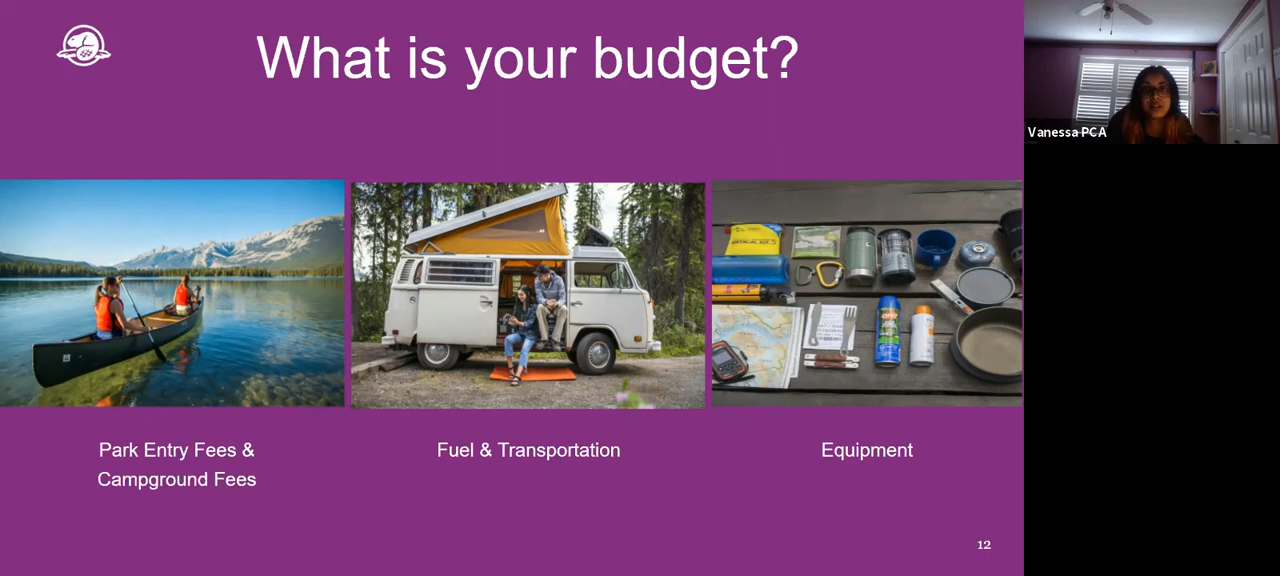 What is your budget?
Vanessa PCA
Park Entry Fees &
Campground Fees
Fuel & Transportation
Equipment
12